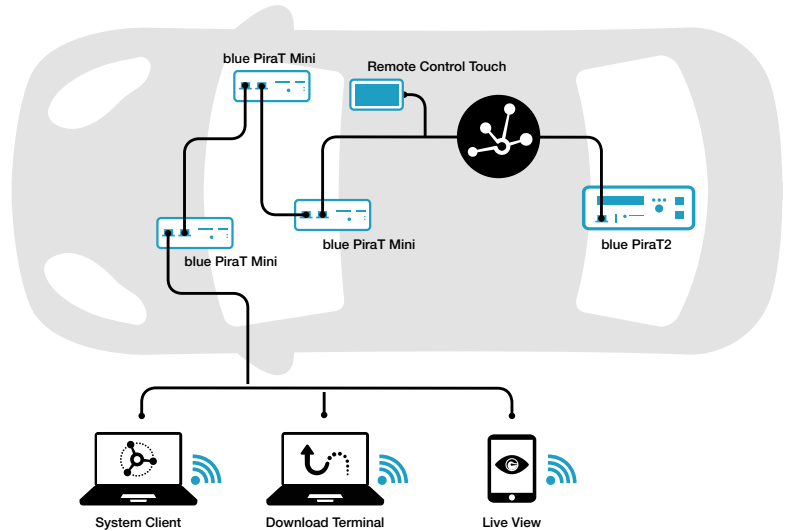 blue PiraT Mini
Remote Control Touch
blue PiraT Mini
blue PiraT2
blue PiraT Mini
System Client
Download Terminal
Live View